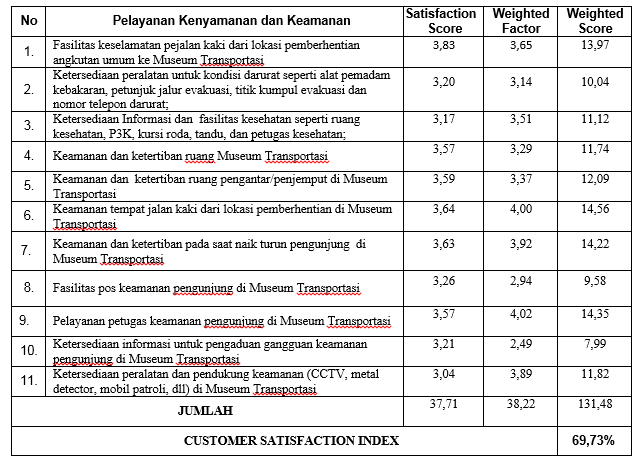 No Pelayanan Kenyamanan dan Keamanan Satisfaction Score Weighted Factor Weighted Score
1. Fasilitas keselamatan pejalan kaki dari lokasi pemberhentian angkutan umum ke Museum Transportasi 3,83 3,65 13,97
2. Ketersediaan peralatan untuk kondisi darurat seperti alat pemadam kebakaran, petunjuk jalur evakuasi, titik kumpul evakuasi dan nomor telepon darurat; 3,20 3,14 10,04
3. Ketersediaan Informasi dan fasilitas kesehatan seperti ruang kesehatan, P3K, kursi roda, tandu, dan petugas kesehatan; 3,17 3,51 11,12
4. Keamanan dan ketertiban ruang Museum Transportasi 3,57 3,29 11,74
5. Keamanan dan ketertiban ruang pengantar/penjemput di Museum Transportasi 3,59 3,37 12,09
6. Keamanan tempat jalan kaki dari lokasi pemberhentian di Museum Transportasi 3,64 4,00 14,56
7. Keamanan dan ketertiban pada saat naik turun pengunjung di Museum Transportasi 3,63 3,92 14,22
8. Fasilitas pos keamanan pengunjung di Museum Transportasi 3,26 2,94 9,58
9. Pelayanan petugas keamanan pengunjung di Museum Transportasi 3,57 4,02 14,35
10. Ketersediaan informasi untuk pengaduan gangguan keamanan pengunjung di Museum Transportasi 3,21 2,49 7,99
11. Ketersediaan peralatan dan pendukung keamanan (CCTV, metal detector, mobil patroli, dll) di Museum Transportasi 3,04 3,89 11,82
JUMLAH 37,71 38,22 131,48
CUSTOMER SATISFACTION INDEX 69,73%